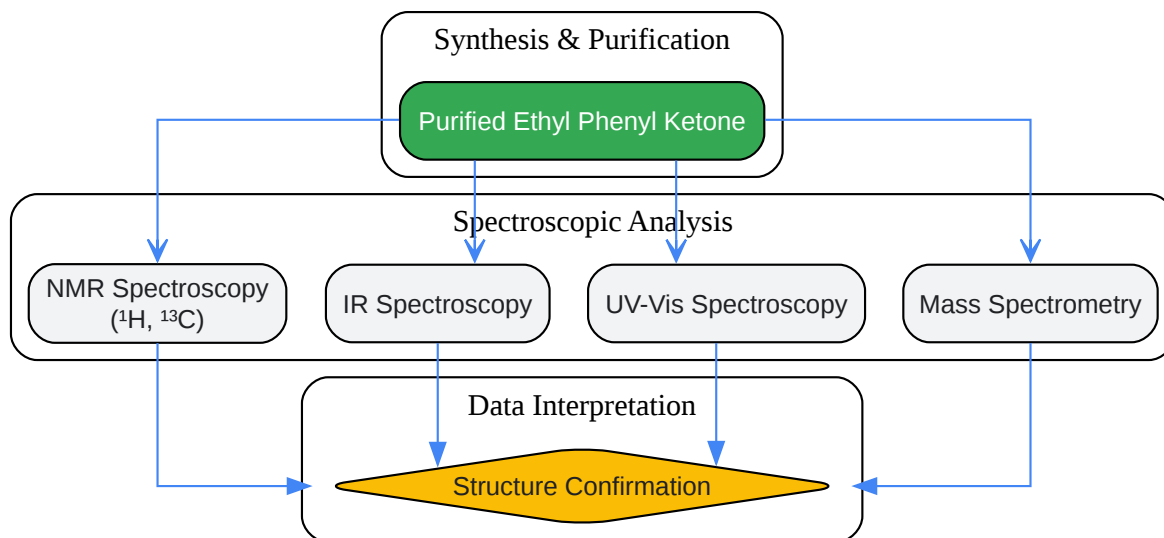 Synthesis & Purification
Purified Ethyl Phenyl Ketone
Spectroscopic Analysis
NMR Spectroscopy
(¹H, ¹³C)
IR Spectroscopy
UV-Vis Spectroscopy
Mass Spectrometry
Data Interpretation
Structure Confirmation